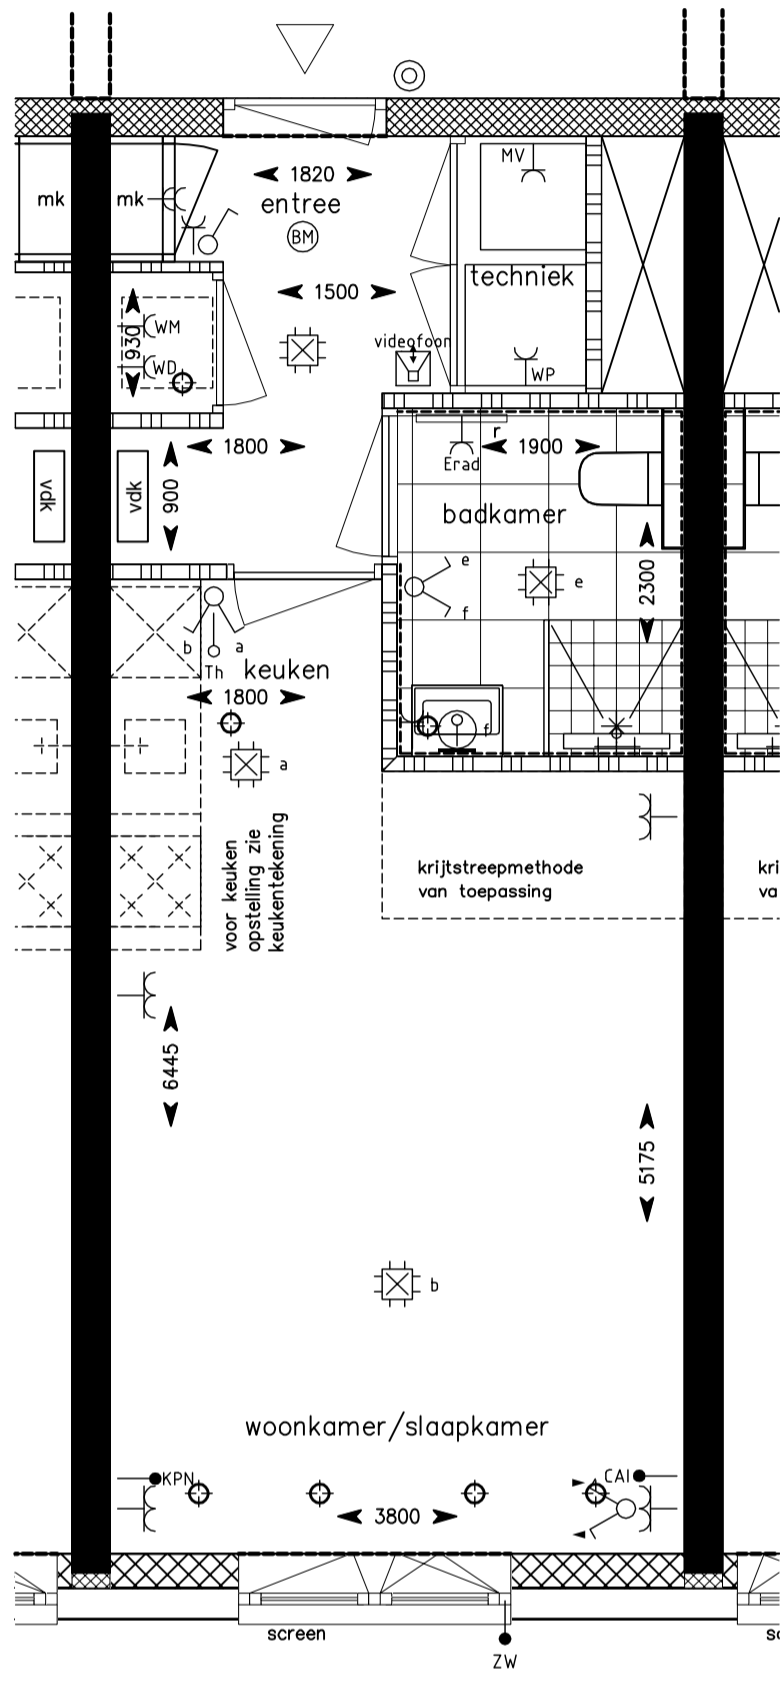 MV
mk
mk
1820
entree
BM
techniek
1500
930
WM
WD
videofoon
WP
r
1800
Erad
1900
vdk
vdk
900
badkamer
e
e
f
2300
b
a
Th
keuken
1800
f
a
voor keuken
opstelling zie
keukentekening
krijtstreepmethode
van toepassing
kri
va
6445
5175
b
woonkamer/slaapkamer
KPN
CAI
3800
screen
sc
ZW